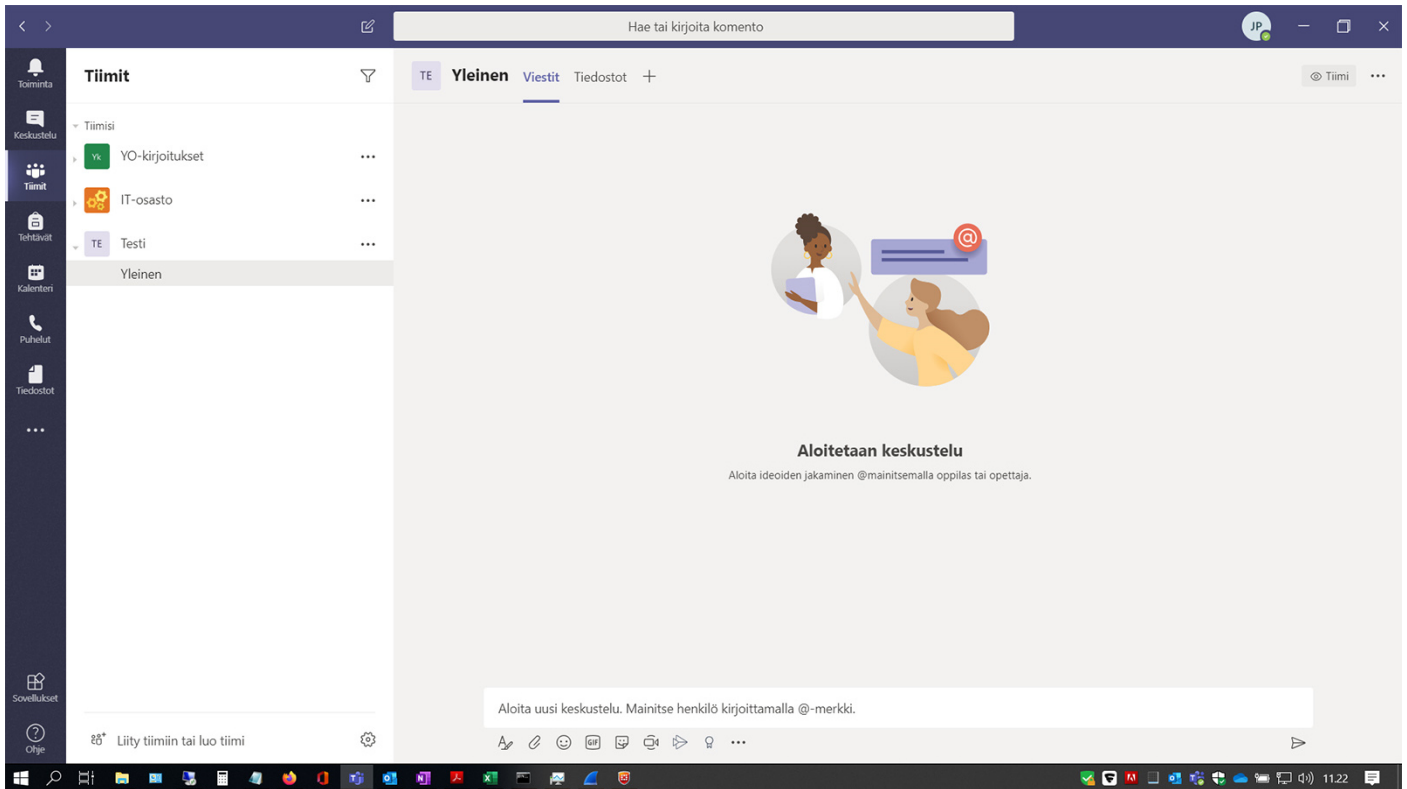 Hae tai kirjoita komento
JP
Toiminta
Keskustelu
Tiimit
Tehtävät
Kalenteri
Puhelut
Tiedostot
Sovellukset
Ohje
Tiimit
Tiimisi
Yk YO-kirjoitukset
IT-osasto
TE Testi
Yleinen
Liity tiimiin tai luo tiimi
TE Yleinen Viestit Tiedostot
Tiimi
@
Aloitetaan keskustelu
Aloita ideoiden jakaminen @mainitsemalla oppilas tai opettaja.
Aloita uusi keskustelu. Mainitse henkilö kirjoittamalla @-merkki.
GIF
11.22